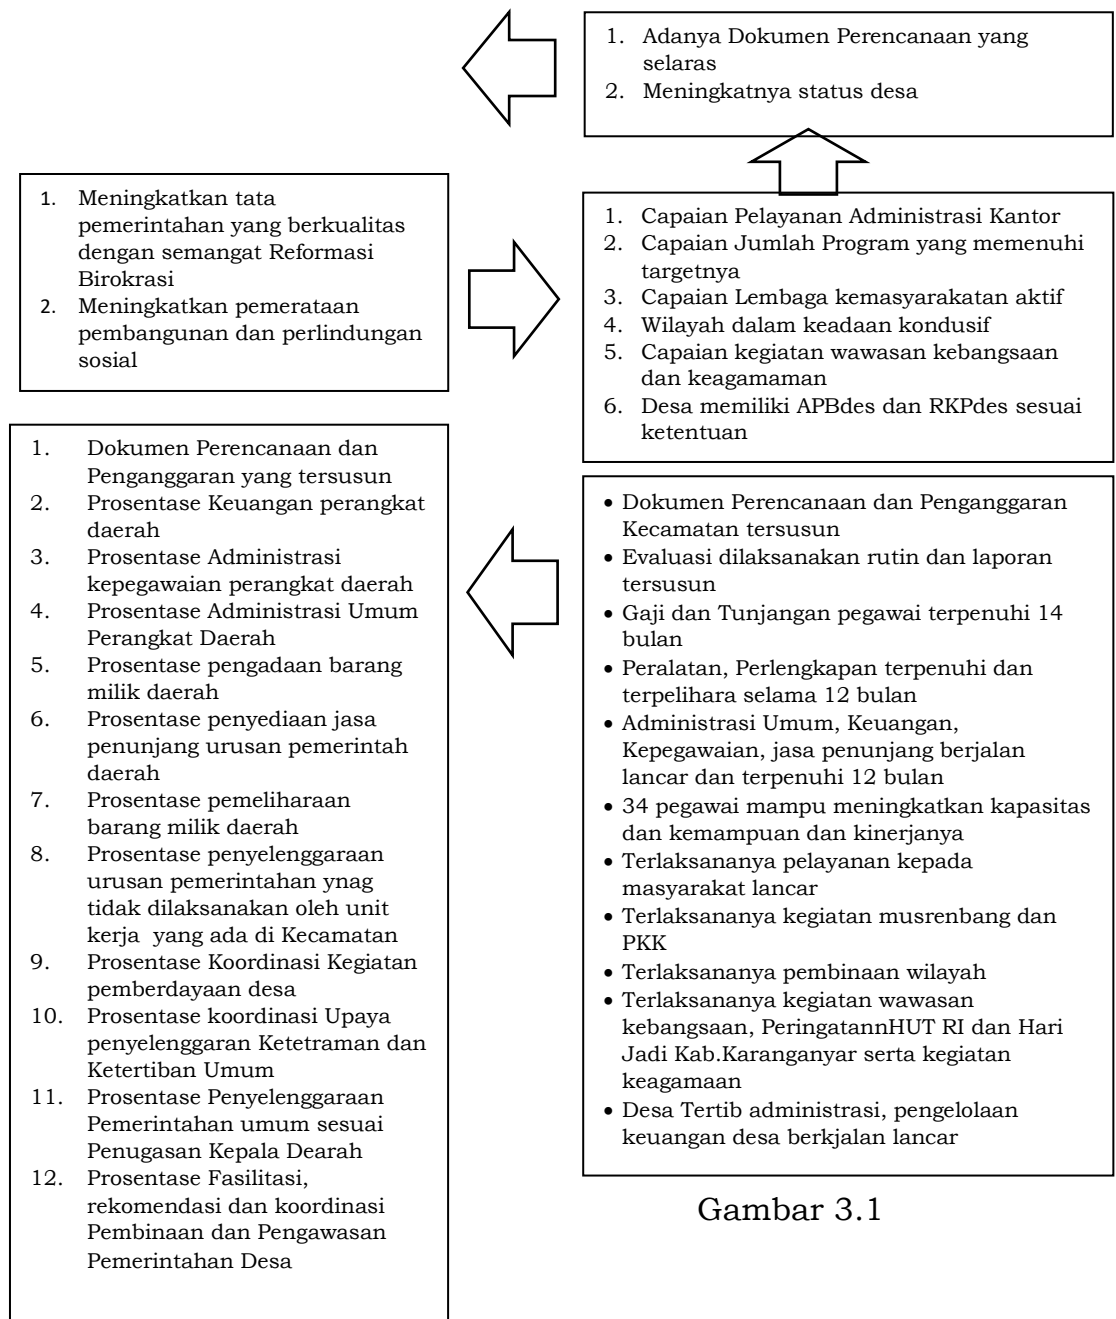 1. Adanya Dokumen Perencanaan yang
selaras
2. Meningkatnya status desa
1. Meningkatkan tata
pemerintahan yang berkualitas
dengan semangat Reformasi
Birokrasi
2. Meningkatkan pemerataan
pembangunan dan perlindungan
sosial
1. Capaian Pelayanan Administrasi Kantor
2. Capaian Jumlah Program yang memenuhi
targetnya
3. Capaian Lembaga kemasyarakatan aktif
4. Wilayah dalam keadaan kondusif
5. Capaian kegiatan wawasan kebangsaan
dan keagamaman
6. Desa memiliki APBdes dan RKPdes sesuai
ketentuan
1. Dokumen Perencanaan dan
Penganggaran yang tersusun
2. Prosentase Keuangan perangkat
daerah
3. Prosentase Administrasi
kepegawaian perangkat daerah
4. Prosentase Administrasi Umum
Perangkat Daerah
5. Prosentase pengadaan barang
milik daerah
6. Prosentase penyediaan jasa
penunjang urusan pemerintah
daerah
7. Prosentase pemeliharaan
barang milik daerah
8. Prosentase penyelenggaraan
urusan pemerintahan ynag
tidak dilaksanakan oleh unit
kerja yang ada di Kecamatan
9. Prosentase Koordinasi Kegiatan
pemberdayaan desa
10. Prosentase koordinasi Upaya
penyelenggaran Ketetraman dan
Ketertiban Umum
11. Prosentase Penyelenggaraan
Pemerintahan umum sesuai
Penugasan Kepala Dearah
12. Prosentase Fasilitasi,
rekomendasi dan koordinasi
Pembinaan dan Pengawasan
Pemerintahan Desa
• Dokumen Perencanaan dan Penganggaran
Kecamatan tersusun
• Evaluasi dilaksanakan rutin dan laporan
tersusun
• Gaji dan Tunjangan pegawai terpenuhi 14
bulan
• Peralatan, Perlengkapan terpenuhi dan
terpelihara selama 12 bulan
• Administrasi Umum, Keuangan,
Kepegawaian, jasa penunjang berjalan
lancar dan terpenuhi 12 bulan
• 34 pegawai mampu meningkatkan kapasitas
dan kemampuan dan kinerjanya
• Terlaksananya pelayanan kepada
masyarakat lancar
• Terlaksananya kegiatan musrenbang dan
PKK
• Terlaksananya pembinaan wilayah
• Terlaksananya kegiatan wawasan
kebangsaan, PeringatannHUT RI dan Hari
Jadi Kab.Karanganyar serta kegiatan
keagamaan
• Desa Tertib administrasi, pengelolaan
keuangan desa berkjalan lancar
Gambar 3.1